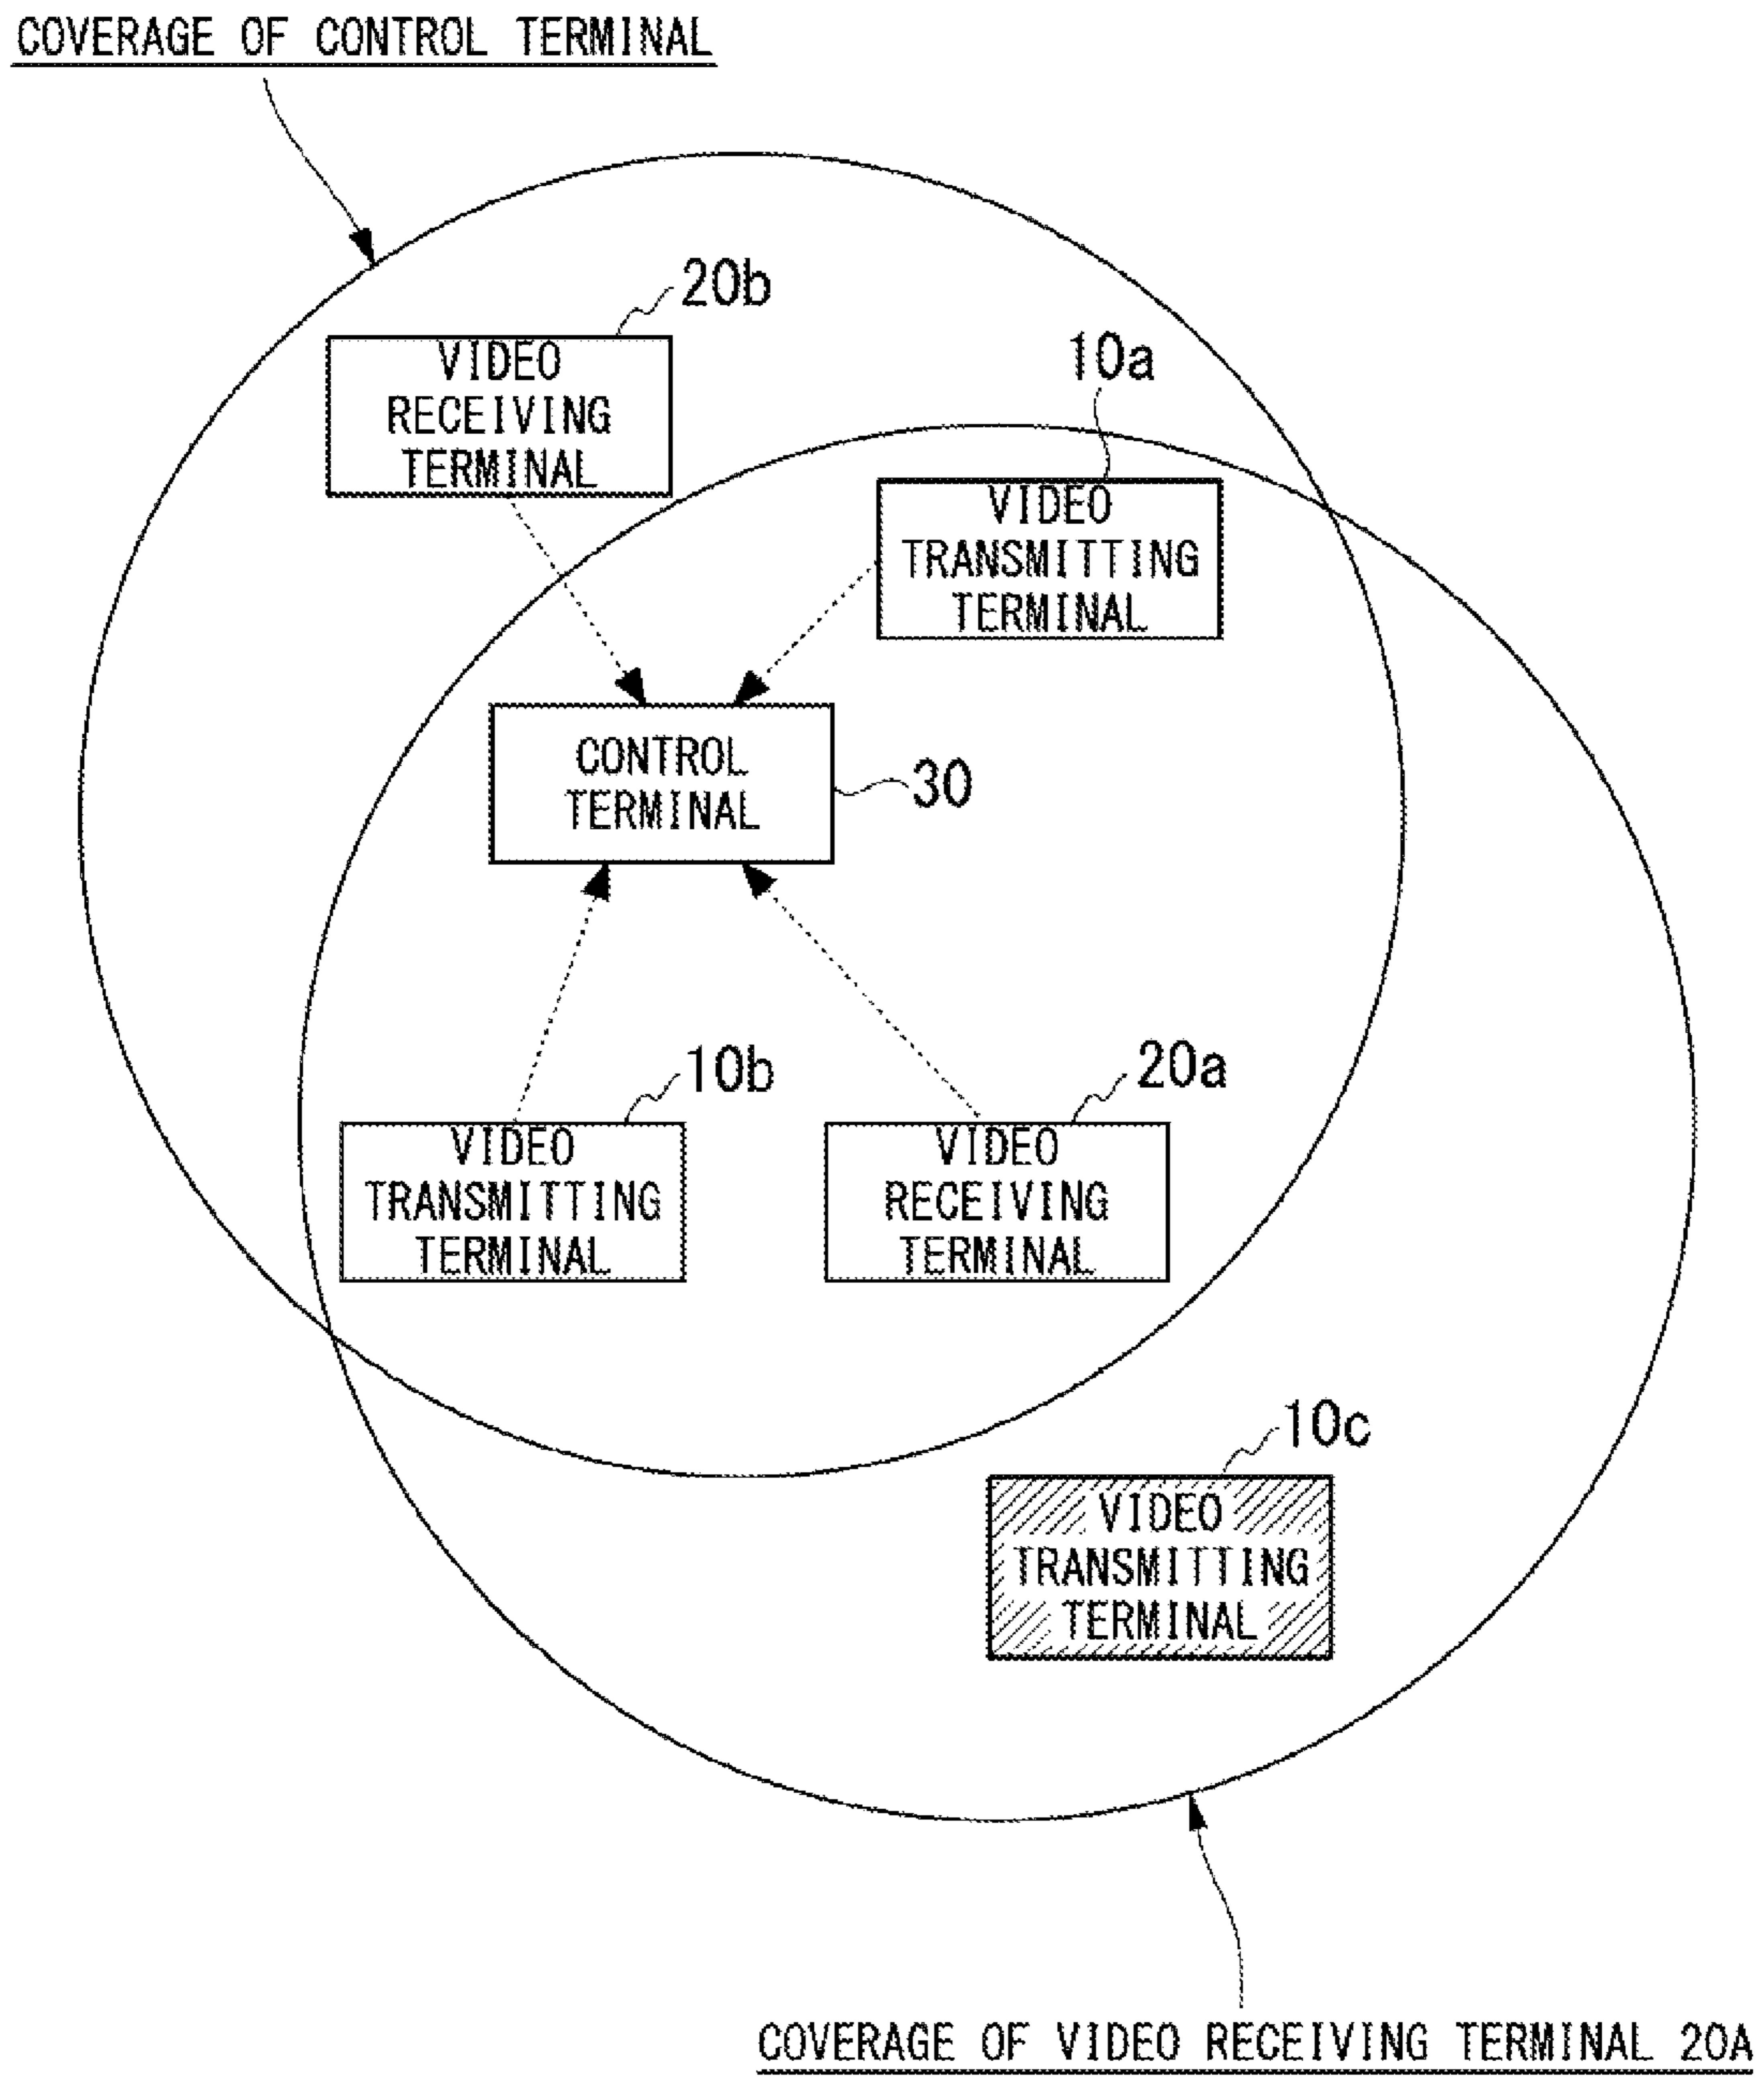 COVERAGE OF CONTROL TERMINAL
20b
VIDEO
RECEIVING
TERMINAL
10a
VIDEO
TRANSMITTING
TERMINAL
CONTROL
TERMINAL
30
10b
VIDEO
TRANSMITTING
TERMINAL
20a
VIDEO
RECEIVING
TERMINAL
10c
VIDEO
TRANSMITTING
TERMINAL
COVERAGE OF VIDEO RECEIVING TERMINAL 20A